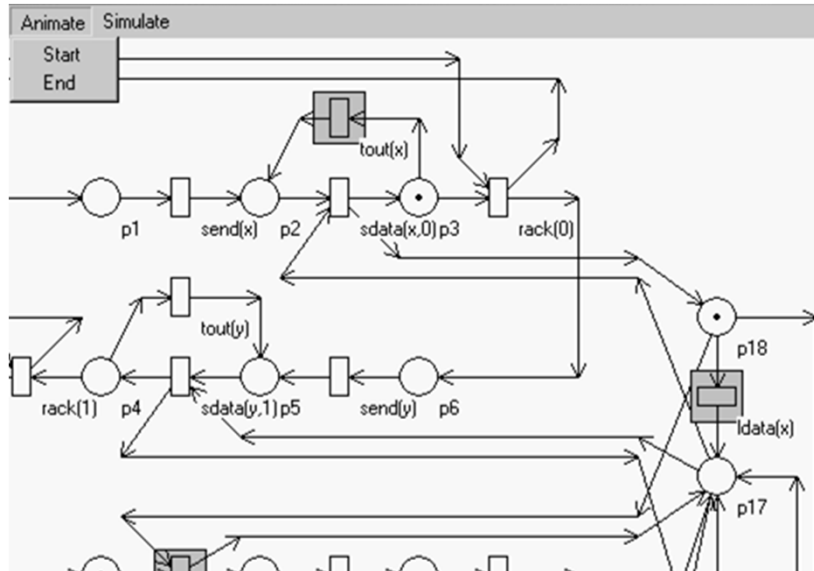 Animate Simulate
Start
End
tout(x)
p1 send(x) p2 sdata(x,0) p3 rack(0)
tout(y)
p18
rack(1) p4 sdata(y,1) p5 send(y) p6
ldata(x)
p17